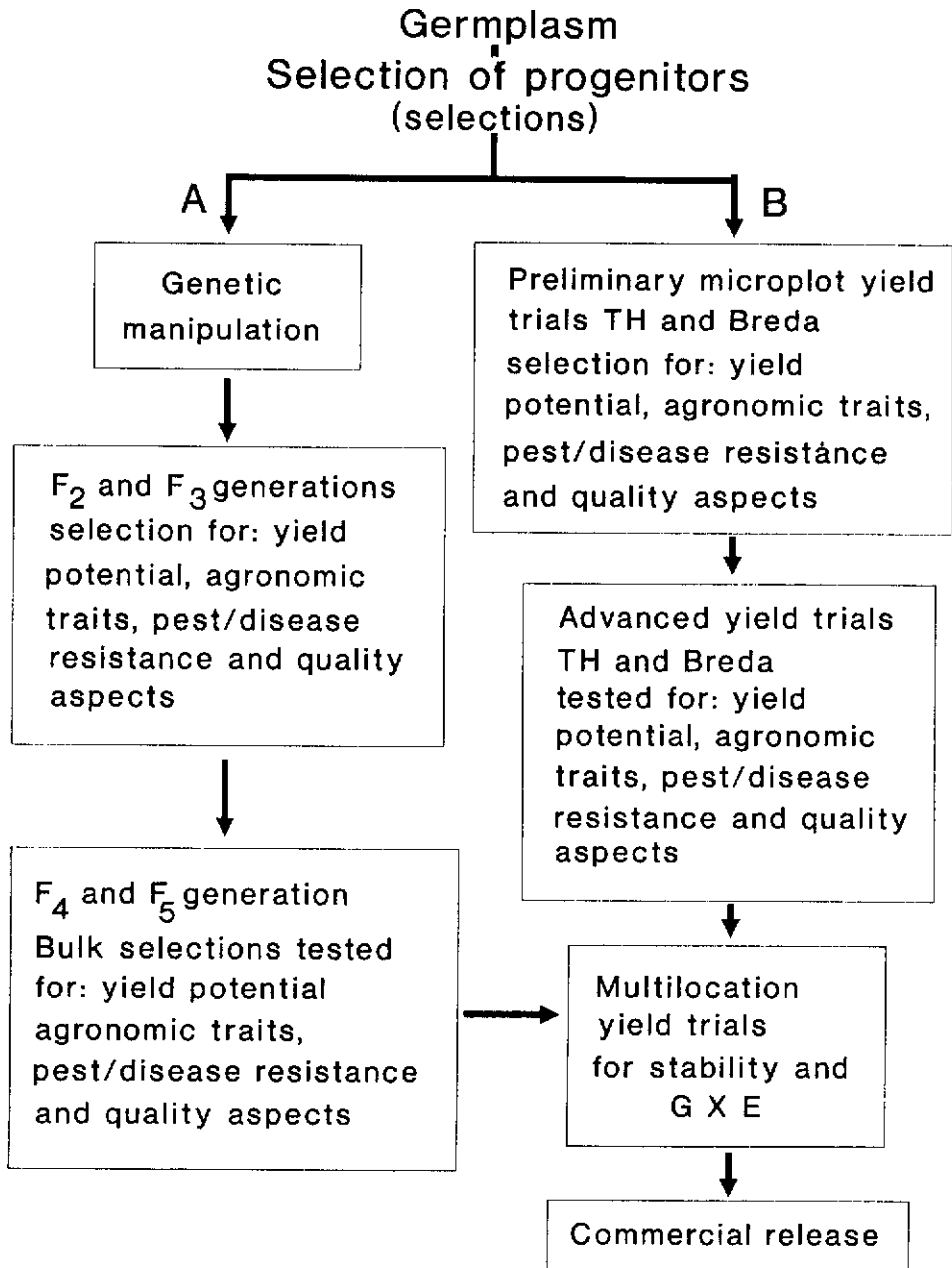 Germplasm
Selection of progenitors
(selections)
A
B
Genetic
manipulation
F₂ and F₃ generations
selection for: yield
potential, agronomic
traits, pest/disease
resistance and quality
aspects
F₄ and F₅ generation
Bulk selections tested
for: yield potential
agronomic traits,
pest/disease resistance
and quality aspects
Preliminary microplot yield
trials TH and Breda
selection for: yield
potential, agronomic traits,
pest/disease resistance
and quality aspects
Advanced yield trials
TH and Breda
tested for: yield
potential, agronomic
traits, pest/disease
resistance and quality
aspects
Multilocation
yield trials
for stability and
G X E
Commercial release